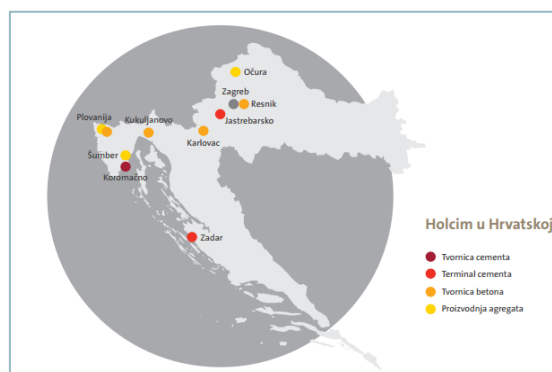 Očura
Zagreb
Resnik
Jastrebarsko
Plovanija
Kukuljanovo
Karlovac
Šumber
Koromačno
Zadar
Holcim u Hrvatskoj
Tvornica cementa
Terminal cementa
Tvornica betona
Proizvodnja agregata